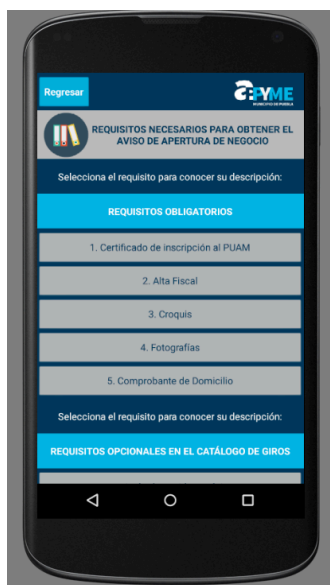 Regresar
a:PYME
MUNICIPIO DE PUEBLA
REQUISITOS NECESARIOS PARA OBTENER EL
AVISO DE APERTURA DE NEGOCIO
Selecciona el requisito para conocer su descripción:
REQUISITOS OBLIGATORIOS
1. Certificado de inscripción al PUAM
2. Alta Fiscal
3. Croquis
4. Fotografías
5. Comprobante de Domicilio
Selecciona el requisito para conocer su descripción:
REQUISITOS OPCIONALES EN EL CATÁLOGO DE GIROS